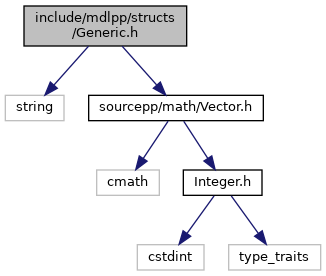 include/mdlpp/structs
/Generic.h
string
sourcepp/math/Vector.h
cmath
Integer.h
cstdint
type_traits